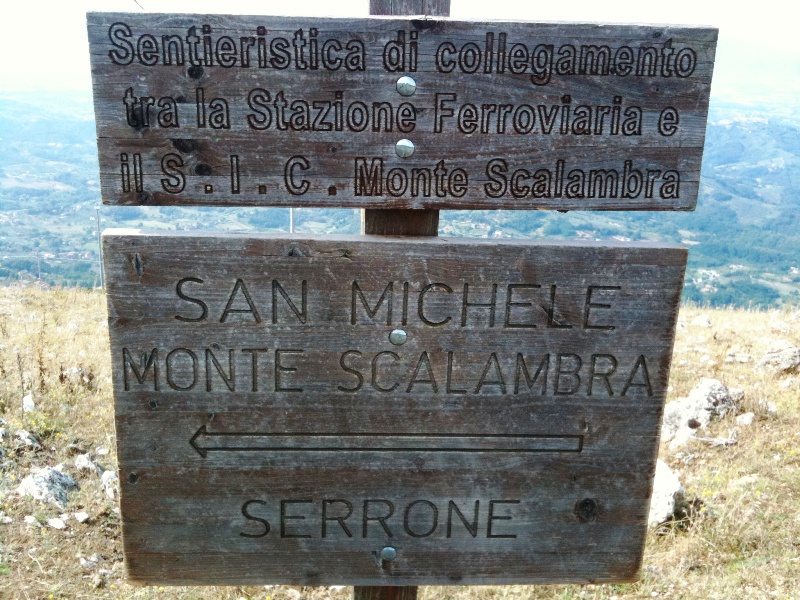 Sentieristica di collegamento
tra la Stazione Ferroviaria e
il S . I . C . Monte Scalambra
SAN MICHELE
MONTE SCALAMBRA
SERRONE